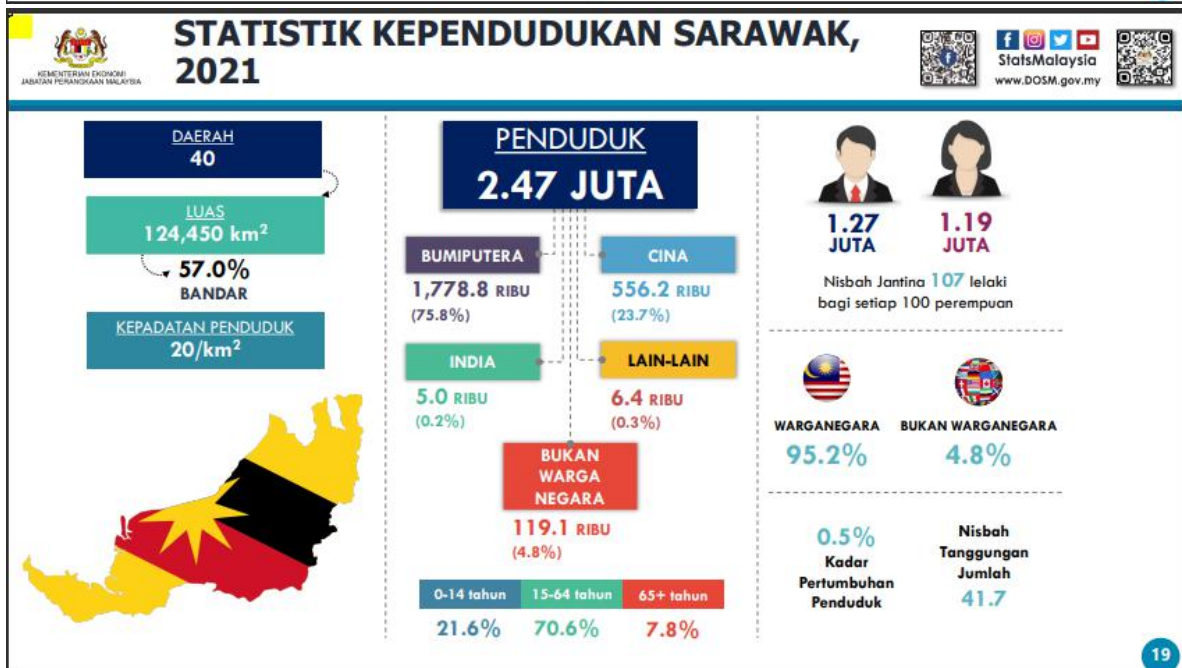 STATISTIK KEPENDUDUKAN SARAWAK,
2021
KEMENTERIAN EKONOMI
JABATAN PERANGKAAN MALAYSIA
StatsMalaysia
www.DOSM.gov.my
DAERAH
40
LUAS
124,450 km²
57.0%
BANDAR
KEPADATAN PENDUDUK
20/km²
PENDUDUK
2.47 JUTA
BUMIPUTERA
1,778.8 RIBU
(75.8%)
CINA
556.2 RIBU
(23.7%)
INDIA
5.0 RIBU
(0.2%)
LAIN-LAIN
6.4 RIBU
(0.3%)
BUKAN
WARGA
NEGARA
119.1 RIBU
(4.8%)
0-14 tahun 15-64 tahun 65+ tahun
21.6% 70.6% 7.8%
1.27
JUTA
1.19
JUTA
Nisbah Jantina 107 lelaki
bagi setiap 100 perempuan
WARGANEGARA
95.2%
BUKAN WARGANEGARA
4.8%
0.5%
Kadar
Pertumbuhan
Penduduk
Nisbah
Tanggungan
Jumlah
41.7
19